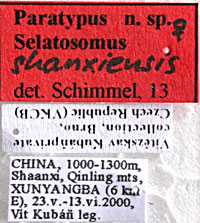 Paratypus n. sp. ♀
Selatosomus
shanxiensis
det. Schimmel, 13
Vítězskav Kubáň private
collection, Brno,
Czech Republic (VKCB)
CHINA, 1000-1300m,
Shaanxi, Qinling mts,
XUNYANGBA (6 km
E), 23.v.-13.vi.2000,
Vít Kubáň leg.